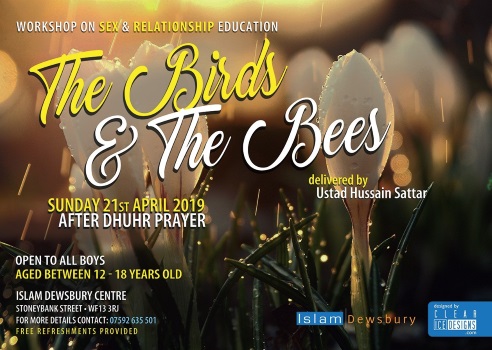 WORKSHOP ON SEX & RELATIONSHIP EDUCATION
The Birds
& The Bees
delivered by
Ustad Hussain Sattar
SUNDAY 21ST APRIL 2019
AFTER DHUHR PRAYER
OPEN TO ALL BOYS
AGED BETWEEN 12 - 18 YEARS OLD
ISLAM DEWSBURY CENTRE
STONEYBANK STREET • WF13 3RJ
FOR MORE DETAILS CONTACT: 07592 635 501
FREE REFRESHMENTS PROVIDED
Islam Dewsbury
designed by
CLEAR
ICEDESIGNS
.com